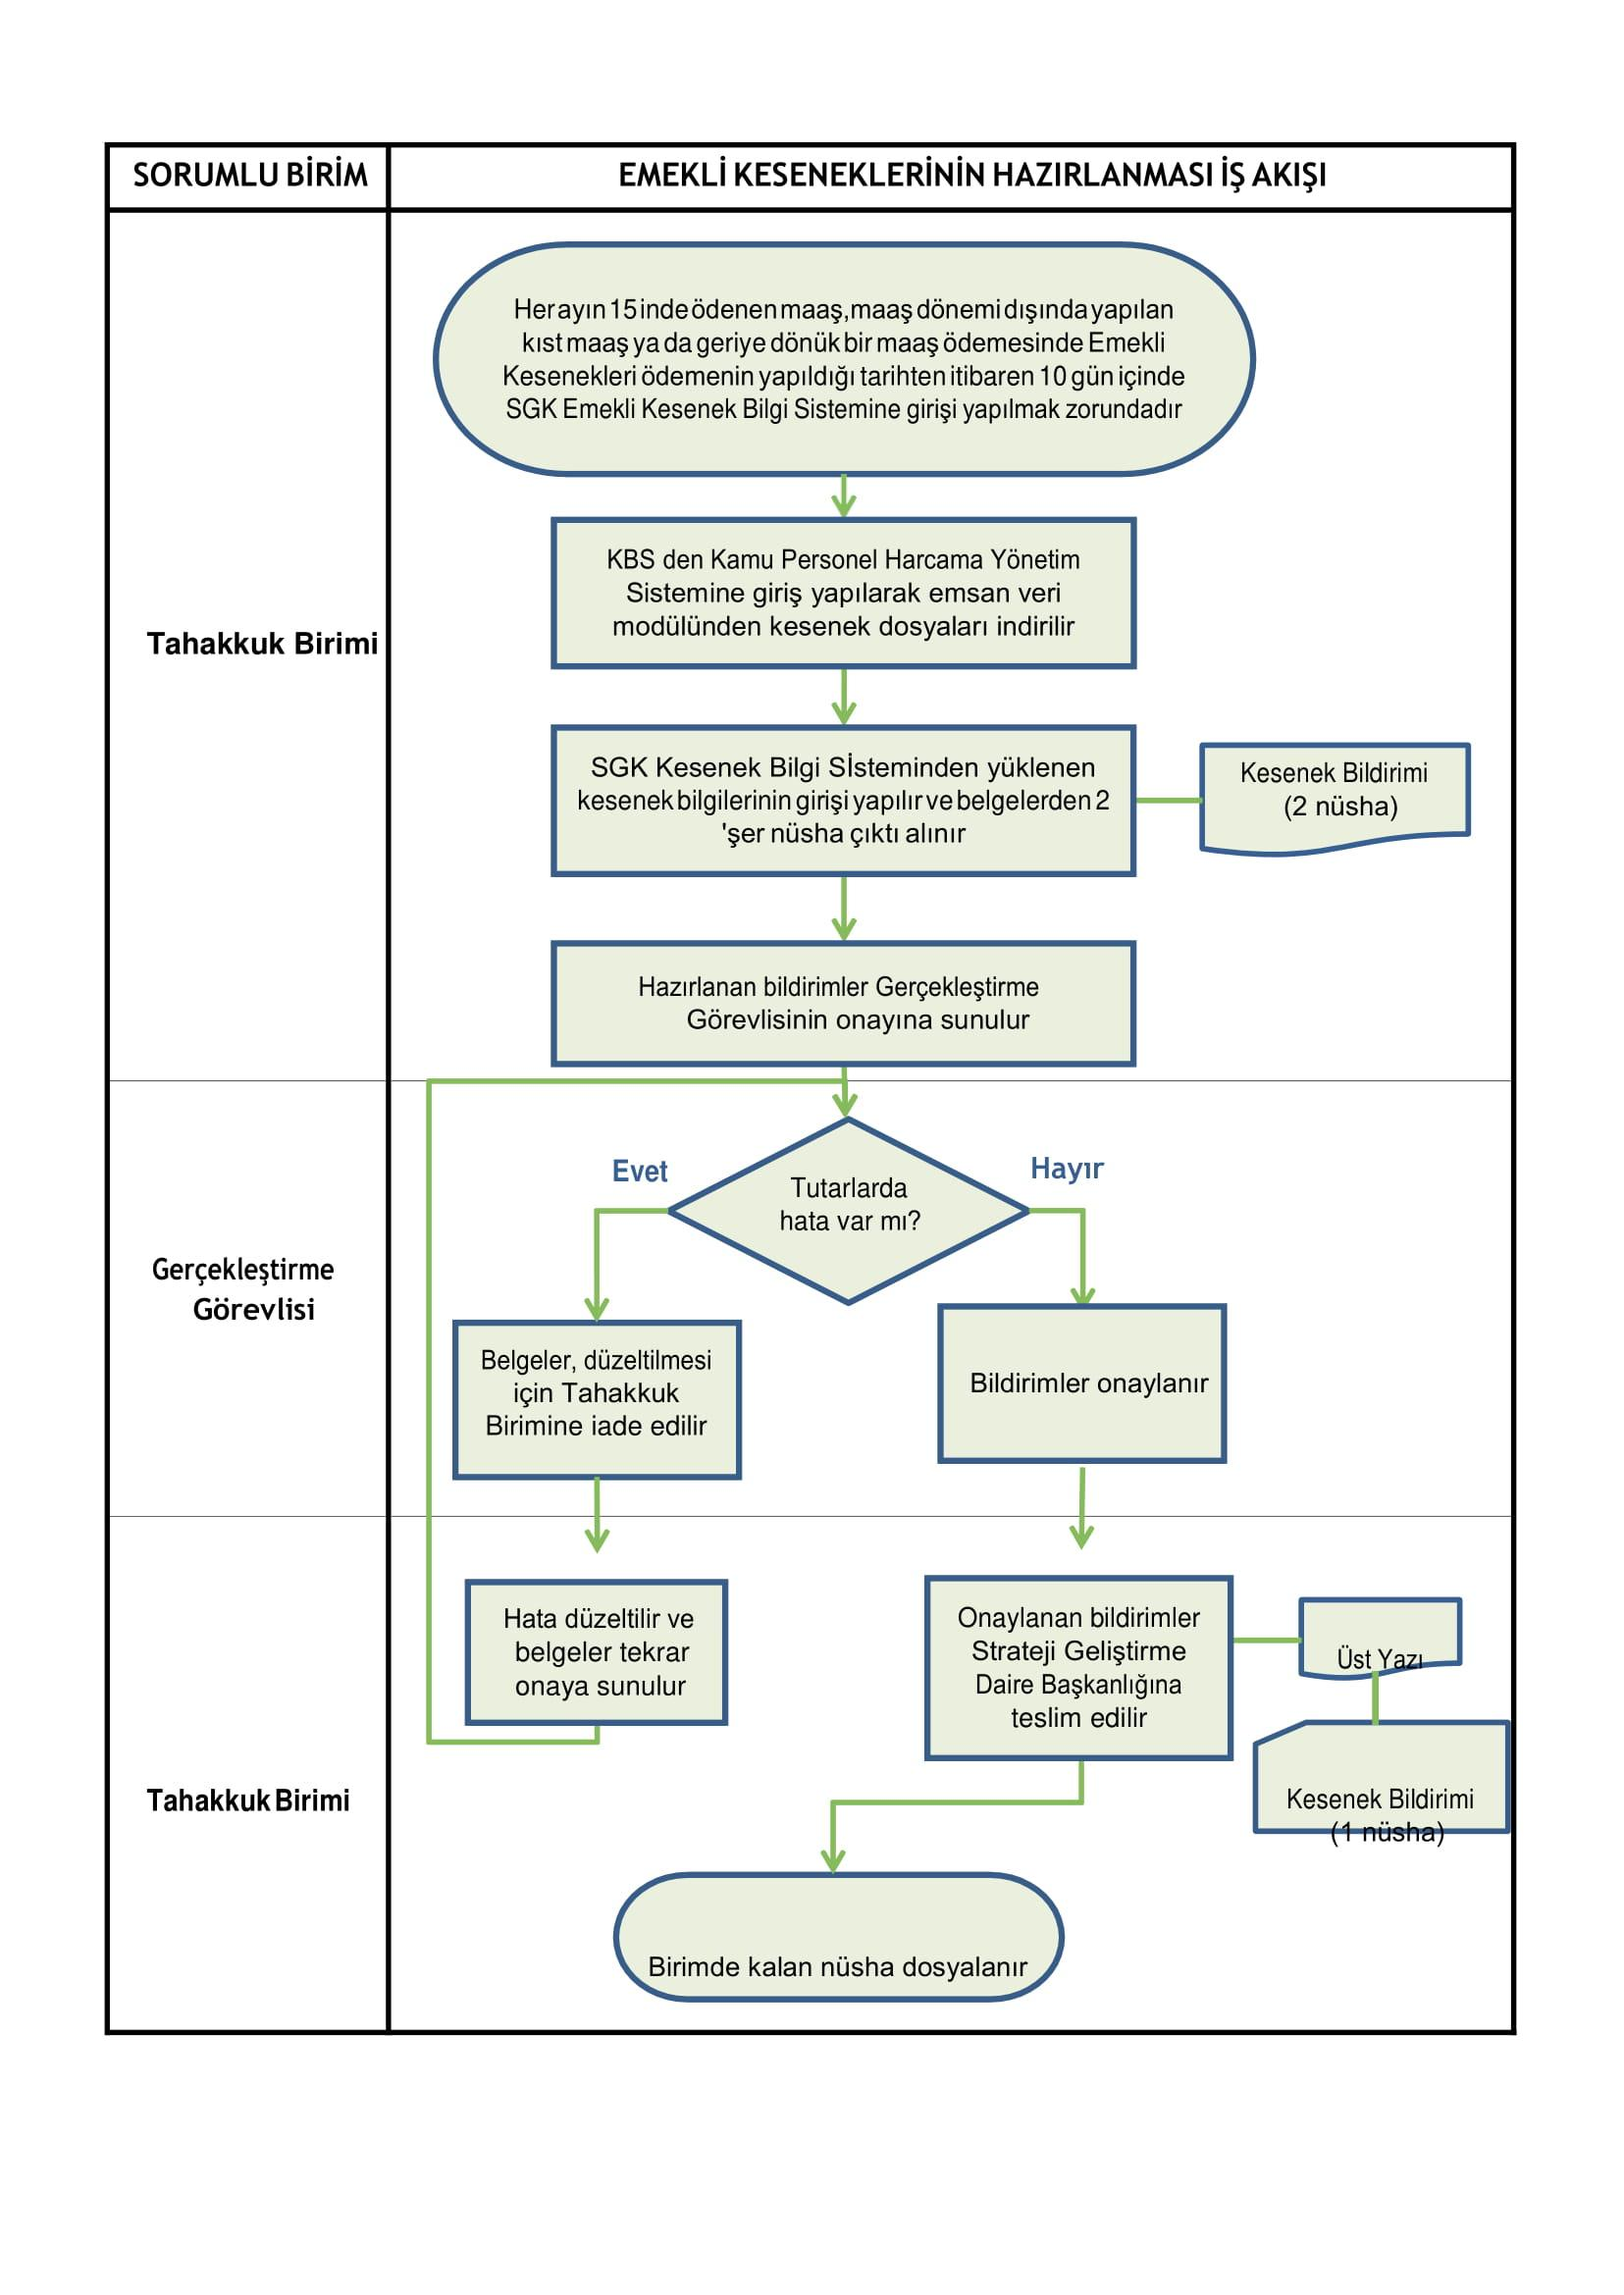 SORUMLU BİRİM
EMEKLİ KESENEKLERİNİN HAZIRLANMASI İŞ AKIŞI
Her ayın 15 inde ödenen maaş, maaş dönemi dışında yapılan
kıst maaş ya da geriye dönük bir maaş ödemesinde Emekli
Kesenekleri ödemenin yapıldığı tarihten itibaren 10 gün içinde
SGK Emekli Kesenek Bilgi Sistemine girişi yapılmak zorundadır
KBS den Kamu Personel Harcama Yönetim
Sistemine giriş yapılarak emsan veri
modülünden kesenek dosyaları indirilir
Tahakkuk Birimi
SGK Kesenek Bilgi Sİsteminden yüklenen
kesenek bilgilerinin girişi yapılır ve belgelerden 2
'şer nüsha çıktı alınır
Kesenek Bildirimi
(2 nüsha)
Hazırlanan bildirimler Gerçekleştirme
Görevlisinin onayına sunulur
Evet
Tutarlarda
hata var mı?
Hayır
Gerçekleştirme
Görevlisi
Belgeler, düzeltilmesi
için Tahakkuk
Birimine iade edilir
Bildirimler onaylanır
Hata düzeltilir ve
belgeler tekrar
onaya sunulur
Onaylanan bildirimler
Strateji Geliştirme
Daire Başkanlığına
teslim edilir
Üst Yazı
Tahakkuk Birimi
Kesenek Bildirimi
(1 nüsha)
Birimde kalan nüsha dosyalanır